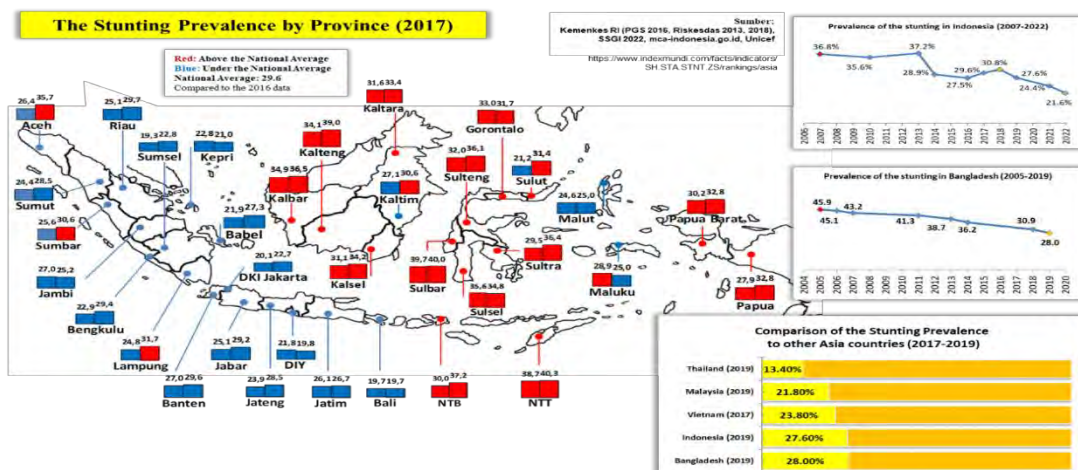 The Stunting Prevalence by Province (2017)
Sumber:
Kemenkes RI (PGS 2016, Riskesdas 2013, 2018),
SSGI 2022, mca-indonesia.go.id, Unicef
https://www.indexmundi.com/facts/indicators/
SH.STA.STNT.ZS/rankings/asia
Red: Above the National Average
Blue: Under the National Average
National Average: 29.6
Compared to the 2016 data
26,4 35,7
Aceh
25,1 29,7
Riau
19,3 22,8
Sumsel
22,8 21,0
Kepri
24,4 28,5
Sumut
25,6 30,6
Sumbar
27,0 25,2
Jambi
22,9 29,4
Bengkulu
24,8 31,7
Lampung
21,9 27,3
Babel
20,1 22,7
DKI Jakarta
27,0 29,6
Banten
25,1 29,2
Jabar
23,9 28,5
Jateng
21,8 19,8
DIY
26,1 26,7
Jatim
19,7 19,7
Bali
30,0 37,2
NTB
38,7 40,3
NTT
31,6 33,4
Kaltara
34,1 39,0
Kalteng
34,9 36,5
Kalbar
27,1 30,6
Kaltim
31,1 34,2
Kalsel
33,0 31,7
Gorontalo
32,0 36,1
Sulteng
21,2 31,4
Sulut
39,7 40,0
Sulbar
35,6 34,8
Sulsel
29,5 36,4
Sultra
24,6 25,0
Malut
28,9 25,0
Maluku
30,2 32,8
Papua Barat
27,9 32,8
Papua
Prevalence of the stunting in Indonesia (2007-2022)
36.8%
35.6%
37.2%
28.9%
27.5%
29.6%
30.8%
27.6%
24.4%
21.6%
2006 2007 2008 2009 2010 2011 2012 2013 2014 2015 2016 2017 2018 2019 2020 2021 2022
Prevalence of the stunting in Bangladesh (2005-2019)
45.9
45.1
43.2
41.3
38.7
36.2
30.9
28.0
2004 2005 2006 2007 2008 2009 2010 2011 2012 2013 2014 2015 2016 2017 2018 2019 2020
Comparison of the Stunting Prevalence
to other Asia countries (2017-2019)
Thailand (2019) 13.40%
Malaysia (2019) 21.80%
Vietnam (2017) 23.80%
Indonesia (2019) 27.60%
Bangladesh (2019) 28.00%